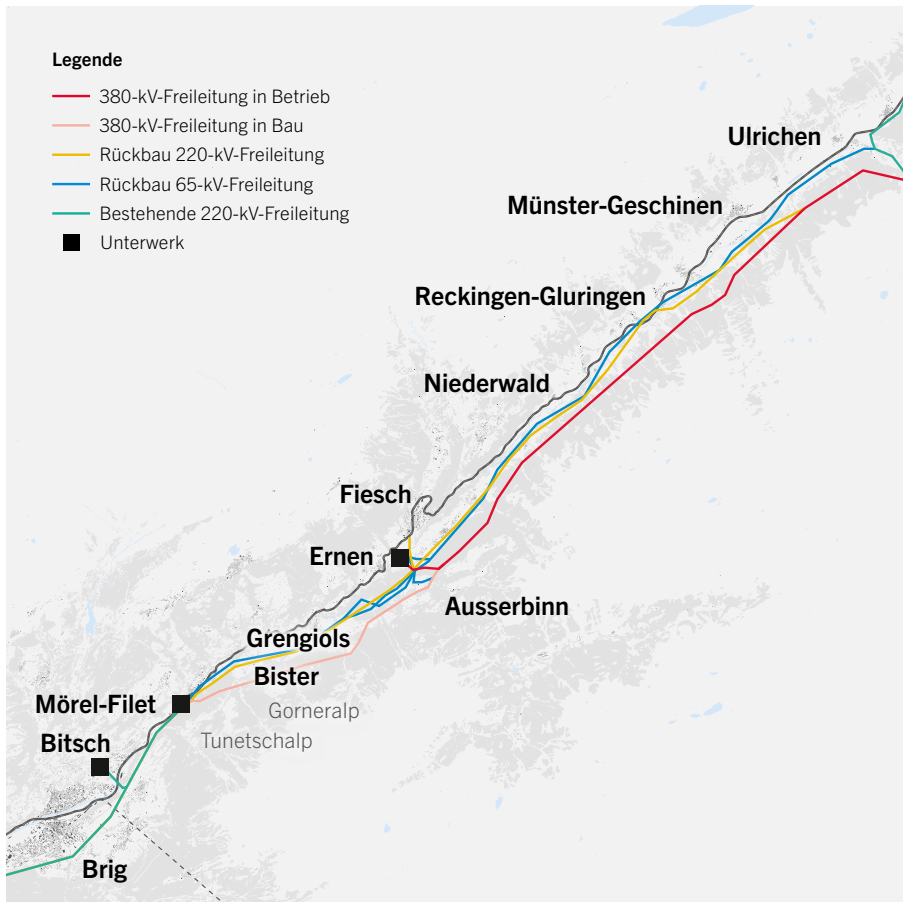 Legende
380-kV-Freileitung in Betrieb
380-kV-Freileitung in Bau
Rückbau 220-kV-Freileitung
Rückbau 65-kV-Freileitung
Bestehende 220-kV-Freileitung
Unterwerk
Ulrichen
Münster-Geschinen
Reckingen-Gluringen
Niederwald
Fiesch
Ernen
Ausserbinn
Grengiols
Bister
Mörel-Filet
Gorneralp
Tunetschalp
Bitsch
Brig